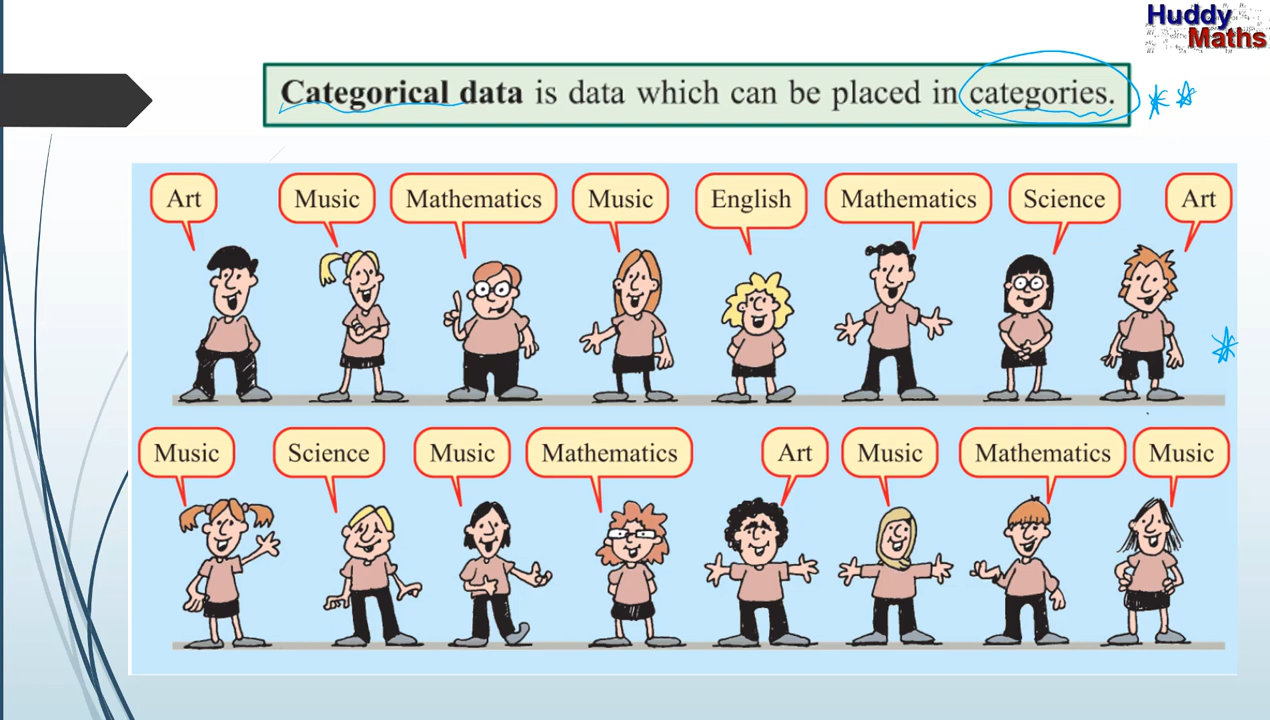 Huddy
Maths
Categorical data is data which can be placed in categories.
Art
Music
Mathematics
Music
English
Mathematics
Science
Art
Music
Science
Music
Mathematics
Art
Music
Mathematics
Music